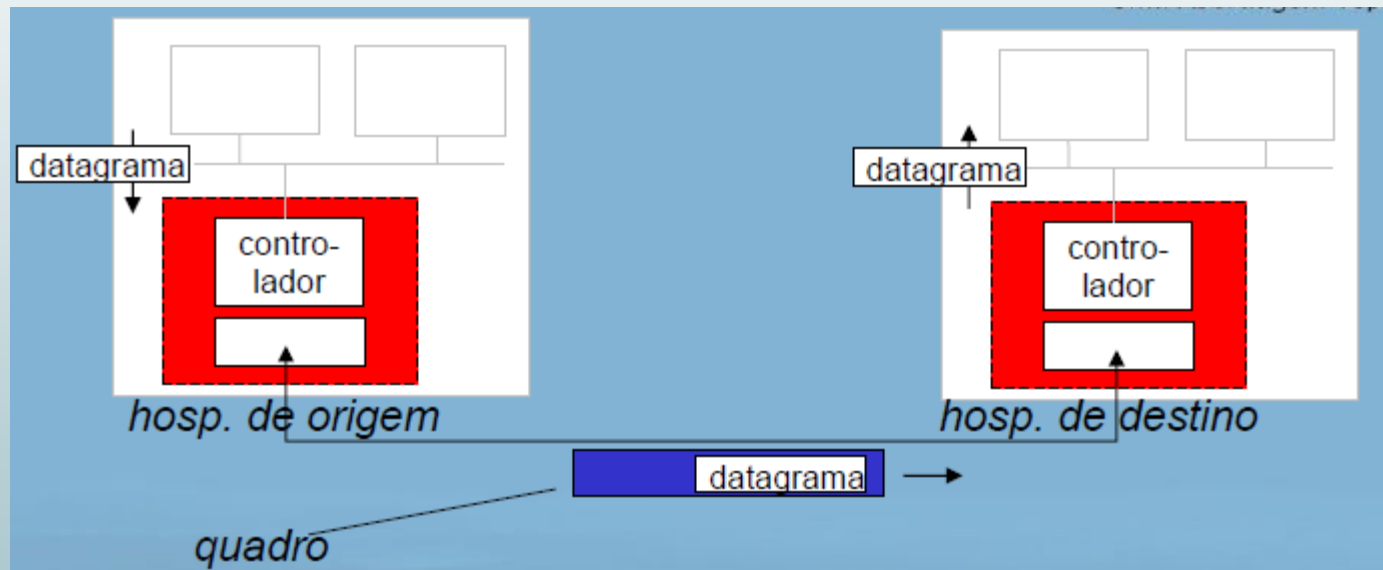 datagrama
datagrama
contro-
lador
contro-
lador
hosp. de origem
hosp. de destino
datagrama
quadro